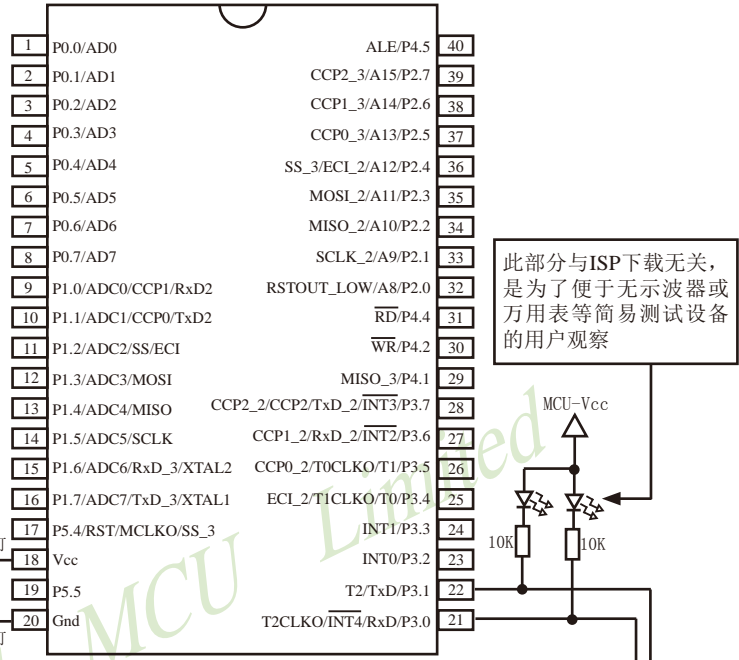 1 P0.0/AD0 ALE/P4.5 40
2 P0.1/AD1 CCP2_3/A15/P2.7 39
3 P0.2/AD2 CCP1_3/A14/P2.6 38
4 P0.3/AD3 CCP0_3/A13/P2.5 37
5 P0.4/AD4 SS_3/ECI_2/A12/P2.4 36
6 P0.5/AD5 MOSI_2/A11/P2.3 35
7 P0.6/AD6 MISO_2/A10/P2.2 34
8 P0.7/AD7 SCLK_2/A9/P2.1 33
9 P1.0/ADC0/CCP1/RxD2 RSTOUT_LOW/A8/P2.0 32
10 P1.1/ADC1/CCP0/TxD2 RD/P4.4 31
11 P1.2/ADC2/SS/ECI WR/P4.2 30
12 P1.3/ADC3/MOSI MISO_3/P4.1 29
13 P1.4/ADC4/MISO CCP2_2/CCP2/TxD_2/INT3/P3.7 28
14 P1.5/ADC5/SCLK CCP1_2/RxD_2/INT2/P3.6 27
15 P1.6/ADC6/RxD_3/XTAL2 CCP0_2/T0CLKO/T1/P3.5 26
16 P1.7/ADC7/TxD_3/XTAL1 ECI_2/T1CLKO/T0/P3.4 25
17 P5.4/RST/MCLKO/SS_3 INT1/P3.3 24
18 Vcc INT0/P3.2 23
19 P5.5 T2/TxD/P3.1 22
20 Gnd T2CLKO/INT4/RxD/P3.0 21
此部分与ISP下载无关，
是为了便于无示波器或
万用表等简易测试设备
的用户观察
MCU-Vcc
10K 10K
MCU Limited